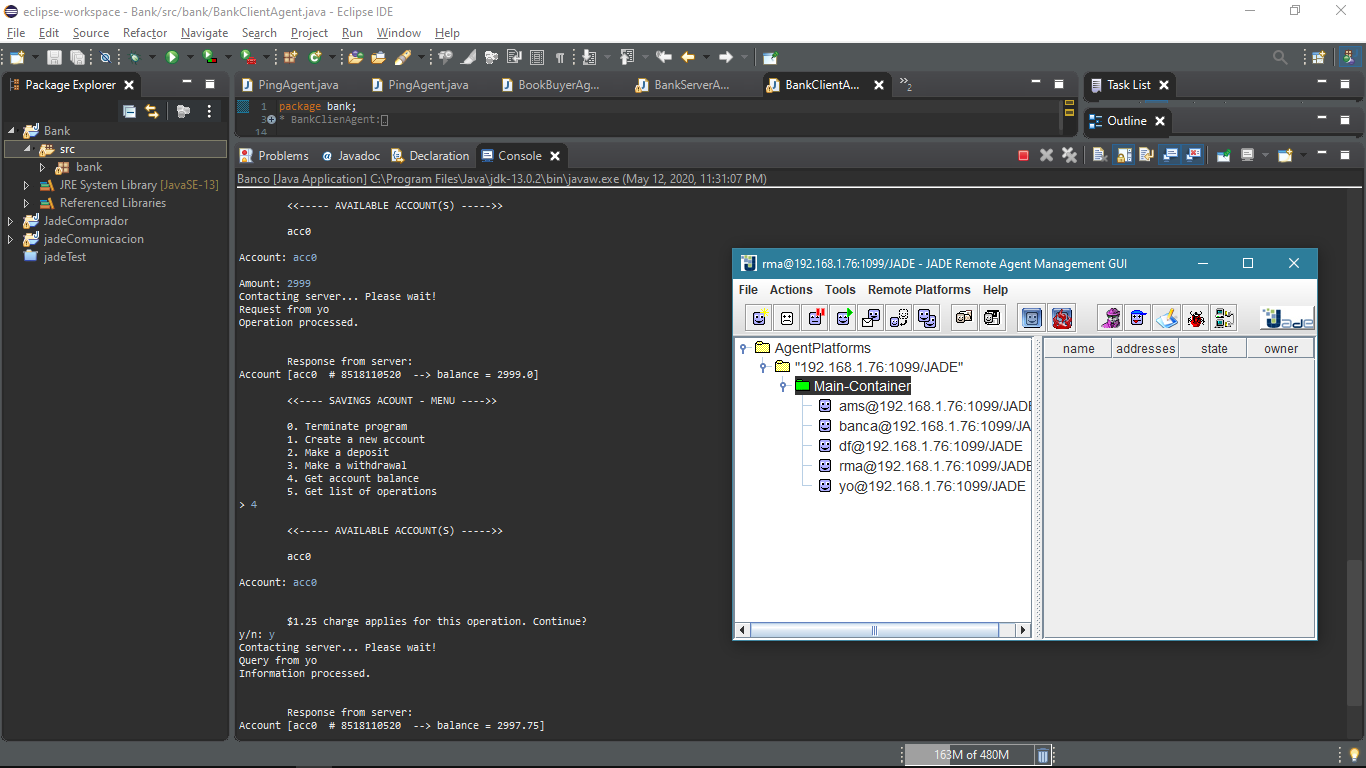 eclipse-workspace - Bank/src/bank/BankClientAgent.java - Eclipse IDE
File Edit Source Refactor Navigate Search Project Run Window Help
Package Explorer
Bank
src
bank
JRE System Library [JavaSE-13]
Referenced Libraries
JadeComprador
jadeComunicacion
jadeTest
PingAgent.java PingAgent.java BookBuyerAg... BankServerA... BankClientA... »2
1 package bank;
3 * BankClienAgent:
14
Task List
Outline
Problems @ Javadoc Declaration Console
Banco [Java Application] C:\Program Files\Java\jdk-13.0.2\bin\javaw.exe (May 12, 2020, 11:31:07 PM)
<<----- AVAILABLE ACCOUNT(S) ----->>
acc0
Account: acc0
Amount: 2999
Contacting server... Please wait!
Request from yo
Operation processed.
Response from server:
Account [acc0 # 8518110520 --> balance = 2999.0]
<<---- SAVINGS ACOUNT - MENU ---->>
0. Terminate program
1. Create a new account
2. Make a deposit
3. Make a withdrawal
4. Get account balance
5. Get list of operations
> 4
<<----- AVAILABLE ACCOUNT(S) ----->>
acc0
Account: acc0
$1.25 charge applies for this operation. Continue?
y/n: y
Contacting server... Please wait!
Query from yo
Information processed.
Response from server:
Account [acc0 # 8518110520 --> balance = 2997.75]
rma@192.168.1.76:1099/JADE - JADE Remote Agent Management GUI
File Actions Tools Remote Platforms Help
Jade
AgentPlatforms
"192.168.1.76:1099/JADE"
Main-Container
ams@192.168.1.76:1099/JADE
banca@192.168.1.76:1099/JA
df@192.168.1.76:1099/JADE
rma@192.168.1.76:1099/JADE
yo@192.168.1.76:1099/JADE
name addresses state owner
163M of 480M